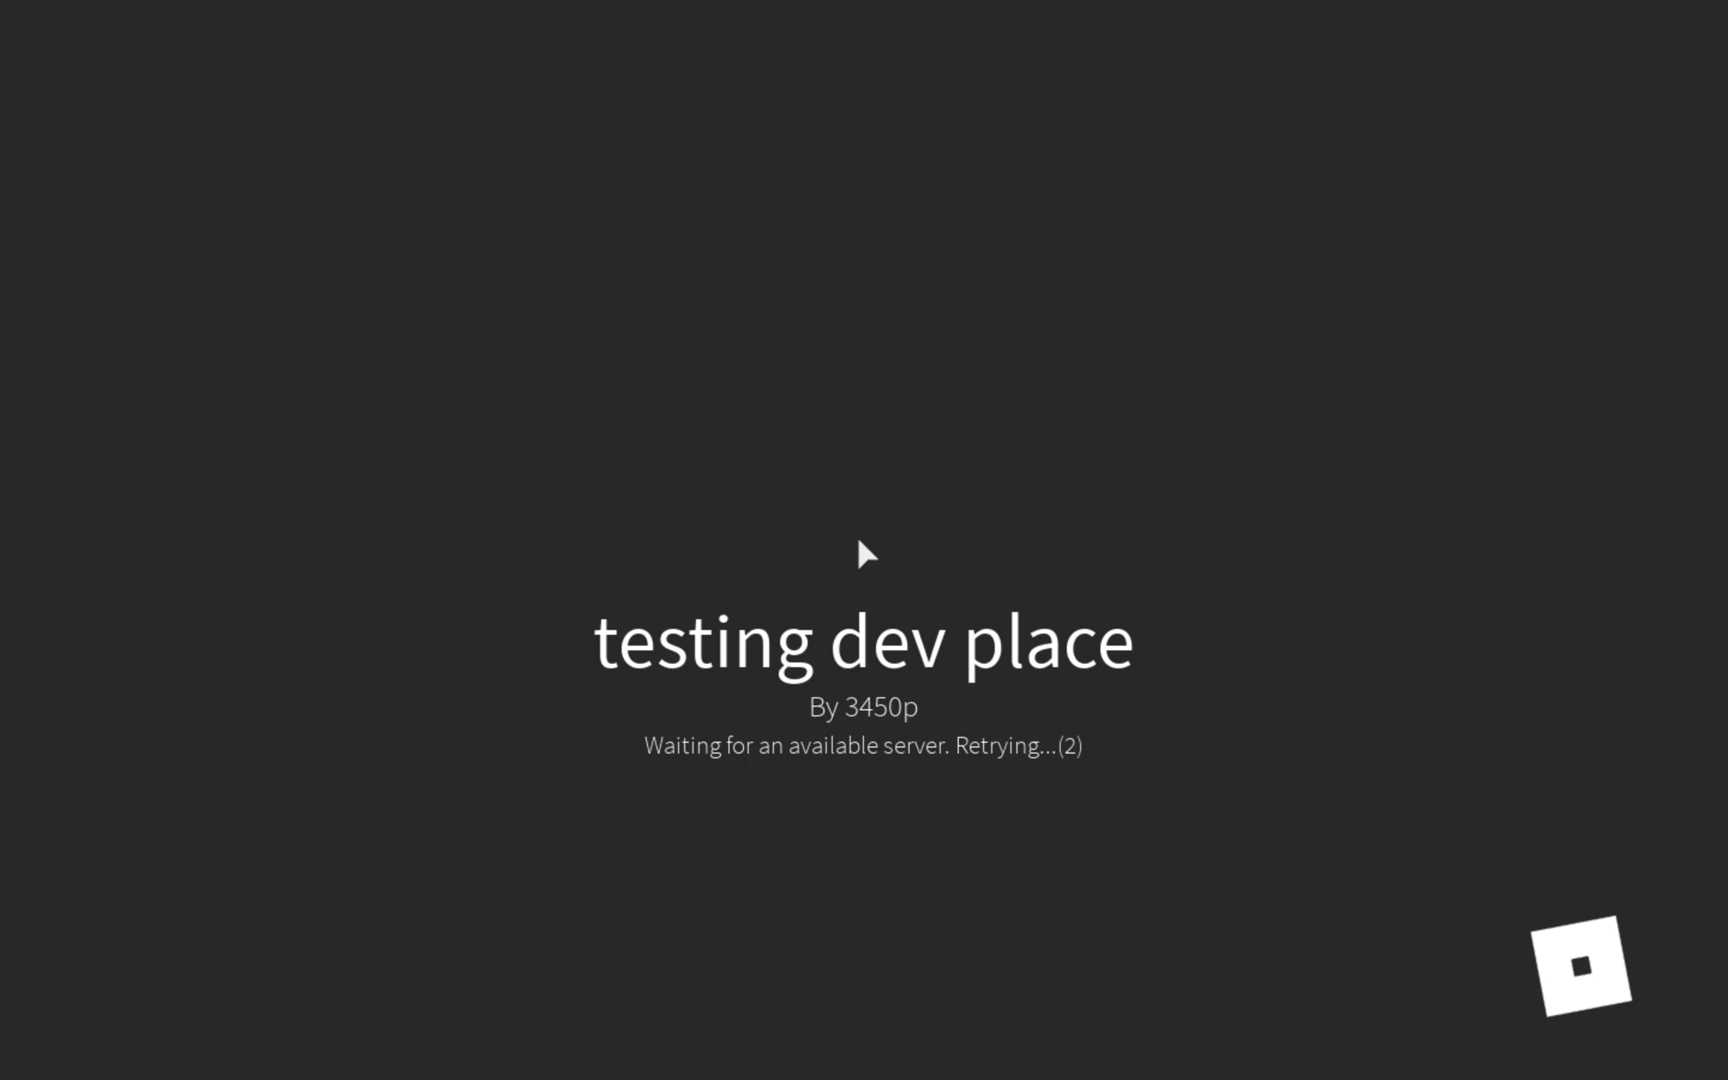 testing dev place
By 3450p
Waiting for an available server. Retrying...(2)